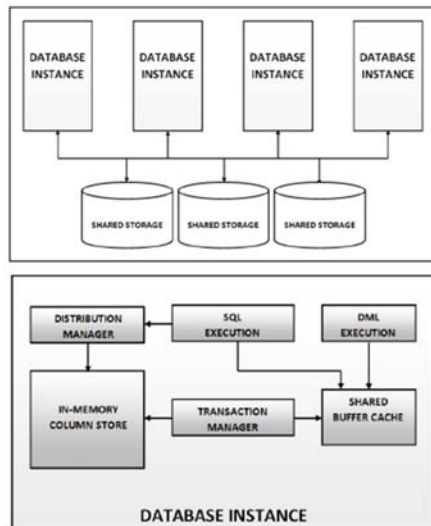 DATABASE
INSTANCE
DATABASE
INSTANCE
DATABASE
INSTANCE
DATABASE
INSTANCE
SHARED STORAGE
SHARED STORAGE
SHARED STORAGE
DISTRIBUTION
MANAGER
SQL
EXECUTION
DML
EXECUTION
IN-MEMORY
COLUMN STORE
TRANSACTION
MANAGER
SHARED
BUFFER CACHE
DATABASE INSTANCE